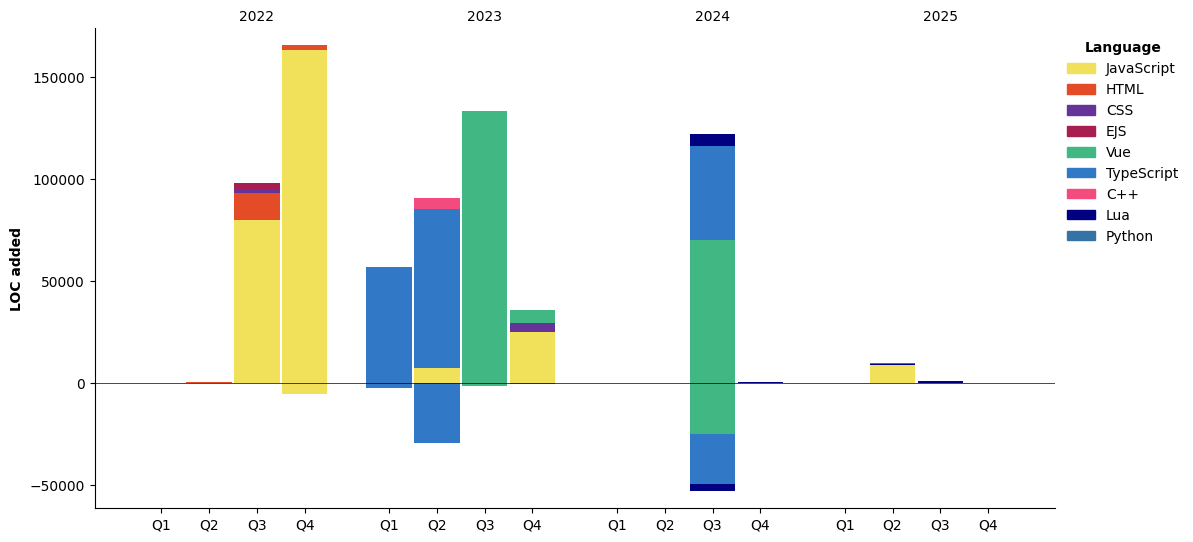 2022 2023 2024 2025
Language
JavaScript
HTML
CSS
EJS
Vue
TypeScript
C++
Lua
Python
LOC added
150000
100000
50000
0
−50000
Q1 Q2 Q3 Q4 Q1 Q2 Q3 Q4 Q1 Q2 Q3 Q4 Q1 Q2 Q3 Q4